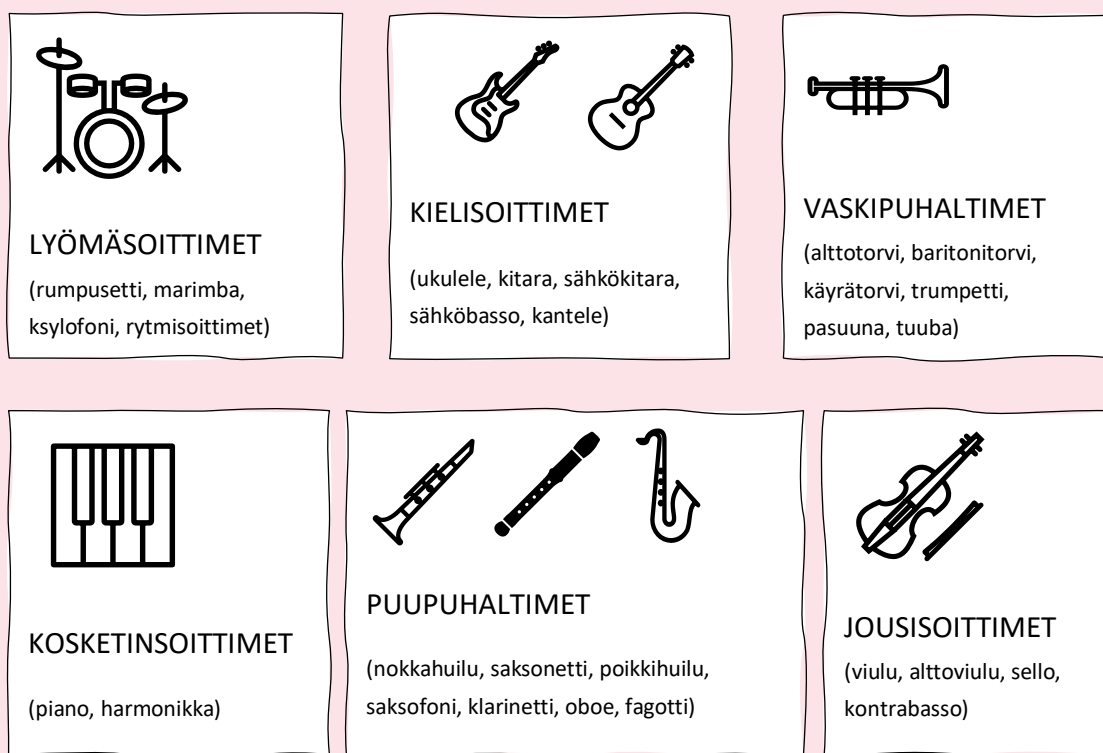 LYÖMÄSOITTIMET
(rumpusetti, marimba,
ksylofoni, rytmisoittimet)
KIELISOITTIMET
(ukulele, kitara, sähkökitara,
sähköbasso, kantele)
VASKIPUHALTIMET
(alttotorvi, baritonitorvi,
käyrätorvi, trumpetti,
pasuuna, tuuba)
KOSKETINSOITTIMET
(piano, harmonikka)
PUUPUHALTIMET
(nokkahuilu, saksonetti, poikkihuilu,
saksofoni, klarinetti, oboe, fagotti)
JOUSISOITTIMET
(viulu, alttoviulu, sello,
kontrabasso)